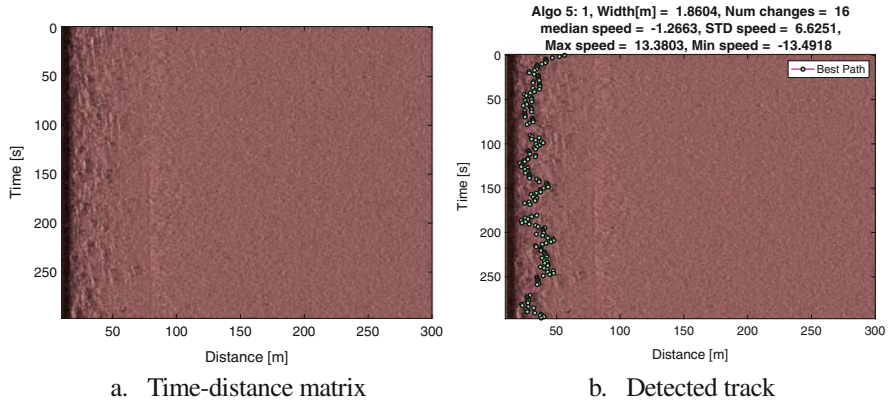 0
50
100
150
200
250
Time [s]
50
100
150
200
250
300
Distance [m]
a. Time-distance matrix
Algo 5: 1, Width[m] = 1.8604, Num changes = 16
median speed = -1.2663, STD speed = 6.6251,
Max speed = 13.3803, Min speed = -13.4918
Best Path
0
50
100
150
200
250
Time [s]
50
100
150
200
250
300
Distance [m]
b. Detected track